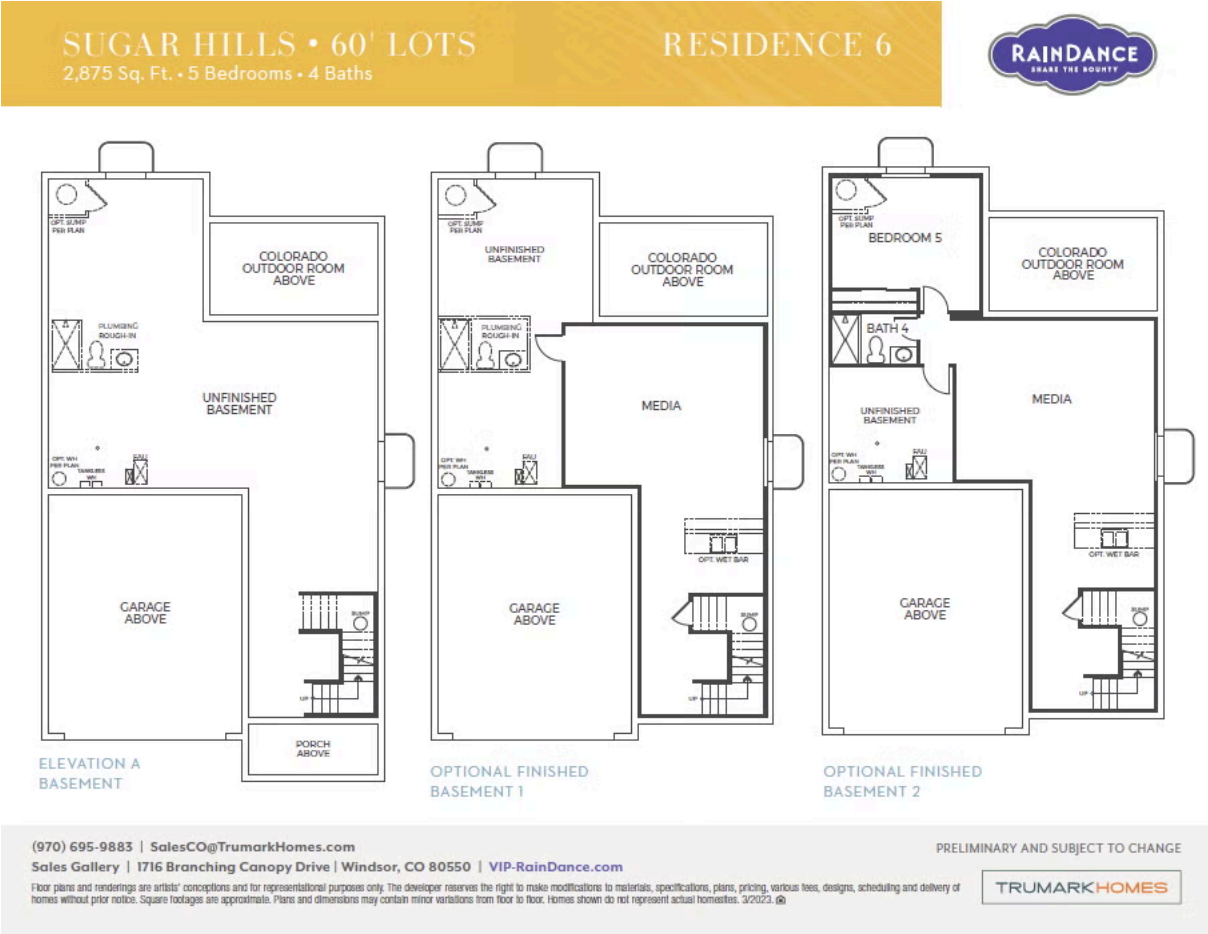 SUGAR HILLS • 60' LOTS
2,875 Sq. Ft. • 5 Bedrooms • 4 Baths
RESIDENCE 6
RAINDANCE
SHARE THE BOUNTY
OPT. SUMP
PER PLAN
COLORADO
OUTDOOR ROOM
ABOVE
PLUMBING
ROUGH-IN
UNFINISHED
BASEMENT
OPT. WH
PER PLAN
TANKLESS
WH
FAU
GARAGE
ABOVE
SUMP
UP
PORCH
ABOVE
ELEVATION A
BASEMENT
OPT. SUMP
PER PLAN
UNFINISHED
BASEMENT
COLORADO
OUTDOOR ROOM
ABOVE
PLUMBING
ROUGH-IN
MEDIA
OPT. WH
PER PLAN
TANKLESS
WH
FAU
OPT. WET BAR
GARAGE
ABOVE
SUMP
UP
OPTIONAL FINISHED
BASEMENT 1
OPT. SUMP
PER PLAN
BEDROOM 5
COLORADO
OUTDOOR ROOM
ABOVE
BATH 4
MEDIA
UNFINISHED
BASEMENT
OPT. WH
PER PLAN
TANKLESS
WH
FAU
OPT. WET BAR
GARAGE
ABOVE
SUMP
UP
OPTIONAL FINISHED
BASEMENT 2
(970) 695-9883 | SalesCO@TrumarkHomes.com
Sales Gallery | 1716 Branching Canopy Drive | Windsor, CO 80550 | VIP-RainDance.com
Floor plans and renderings are artists' conceptions and for representational purposes only. The developer reserves the right to make modifications to materials, specifications, plans, pricing, various fees, designs, scheduling and delivery of
homes without prior notice. Square footages are approximate. Plans and dimensions may contain minor variations from floor to floor. Homes shown do not represent actual homesites. 3/2023.
PRELIMINARY AND SUBJECT TO CHANGE
TRUMARK HOMES